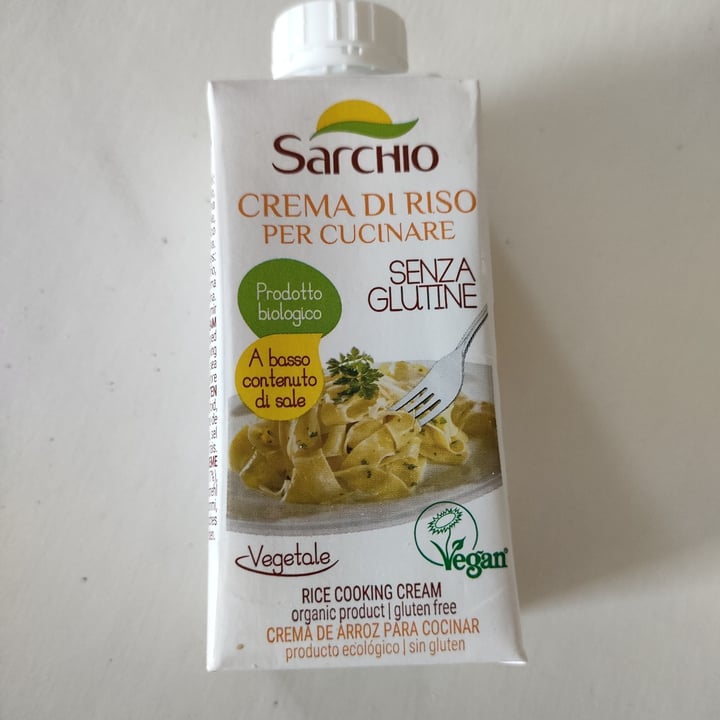 Sarchio
CREMA DI RISO
PER CUCINARE
SENZA
GLUTINE
Prodotto
biologico
A basso
contenuto
di sale
Vegetale
Vegan
RICE COOKING CREAM
organic product | gluten free
CREMA DE ARROZ PARA COCINAR
producto ecológico | sin gluten